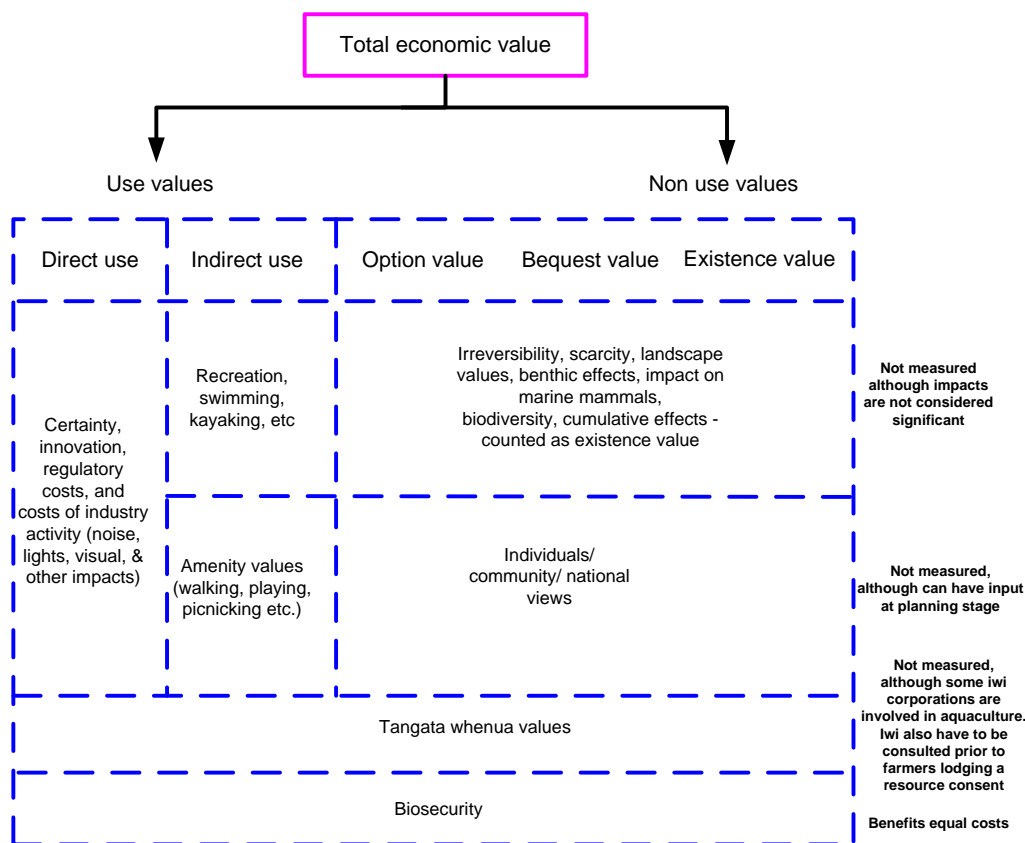 Total economic value
Use values
Non use values
Direct use
Indirect use
Option value
Bequest value
Existence value
Certainty,
innovation,
regulatory
costs, and
costs of industry
activity (noise,
lights, visual, &
other impacts)
Recreation,
swimming,
kayaking, etc
Irreversibility, scarcity, landscape
values, benthic effects, impact on
marine mammals,
biodiversity, cumulative effects -
counted as existence value
Not measured
although impacts
are not considered
significant
Amenity values
(walking, playing,
picnicking etc.)
Individuals/
community/ national
views
Not measured,
although can have input
at planning stage
Tangata whenua values
Not measured,
although some iwi
corporations are
involved in aquaculture.
Iwi also have to be
consulted prior to
farmers lodging a
resource consent
Biosecurity
Benefits equal costs